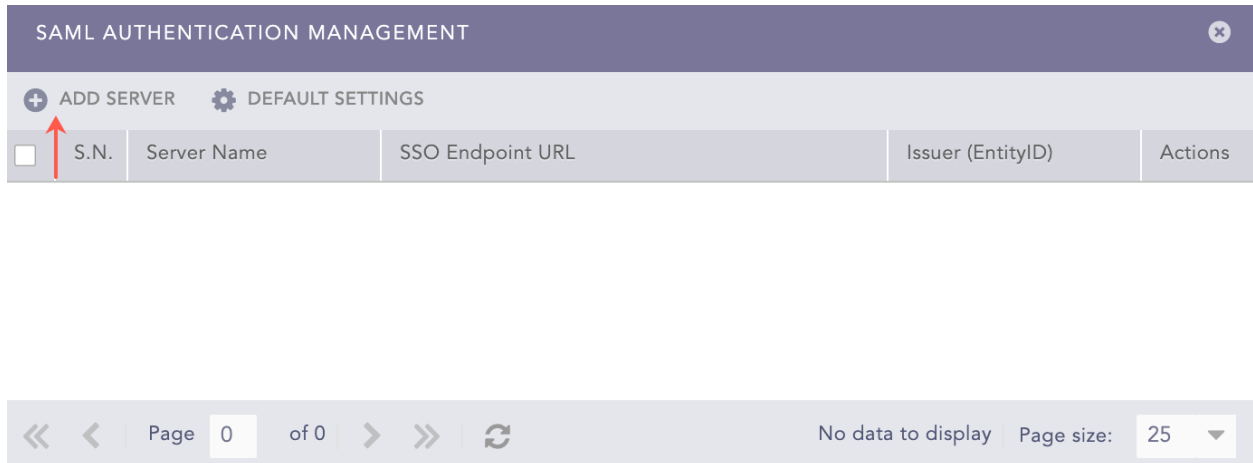 SAML AUTHENTICATION MANAGEMENT
ADD SERVER DEFAULT SETTINGS
S.N. Server Name SSO Endpoint URL Issuer (EntityID) Actions
Page 0 of 0 No data to display Page size: 25